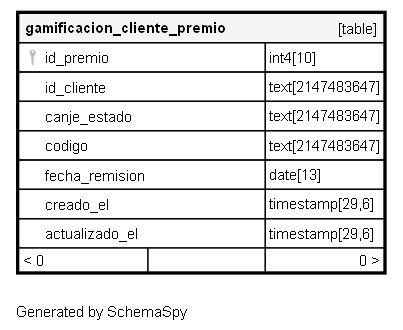 gamificacion_cliente_premio [table]
id_premio int4[10]
id_cliente text[2147483647]
canje_estado text[2147483647]
codigo text[2147483647]
fecha_remision date[13]
creado_el timestamp[29,6]
actualizado_el timestamp[29,6]
< 0 0 >
Generated by SchemaSpy